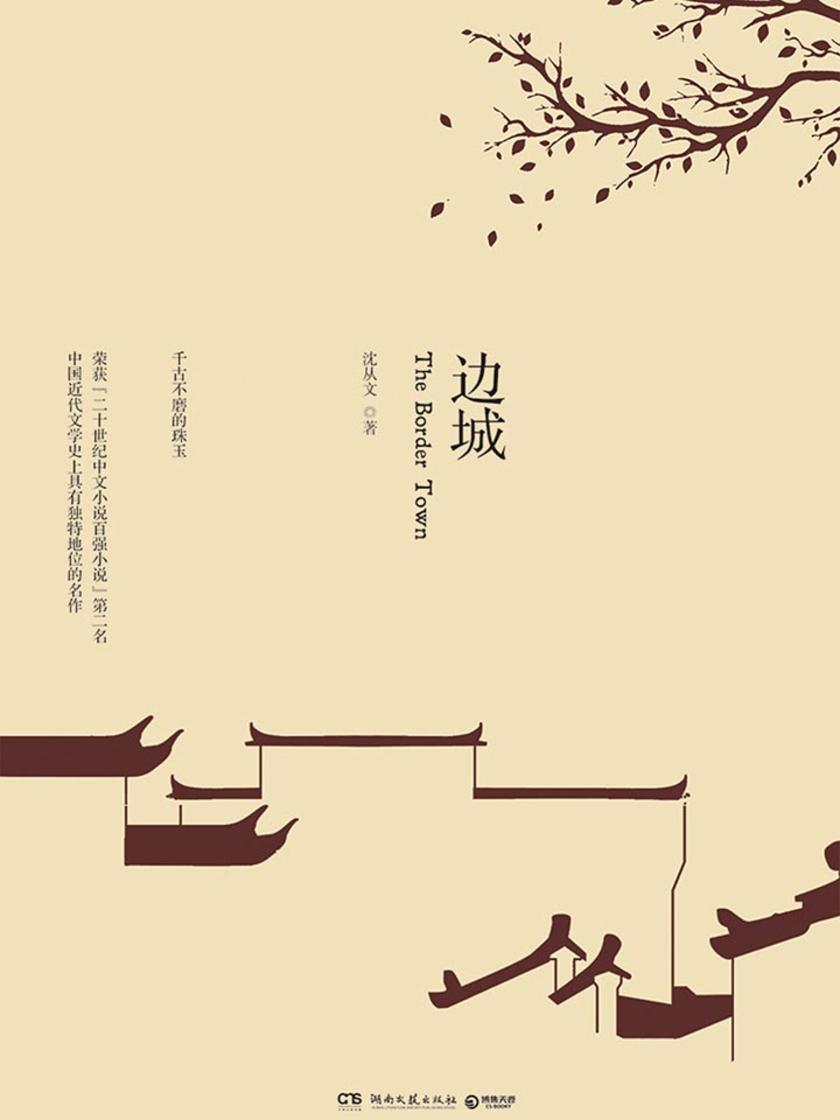 边城
The Border Town
沈从文 ◎著
千古不磨的珠玉
荣获『二十世纪中文小说百强小说』第二名
中国近代文学史上具有独特地位的名作
CNS 湖南文艺出版社 博集天卷
CS-BOOKY